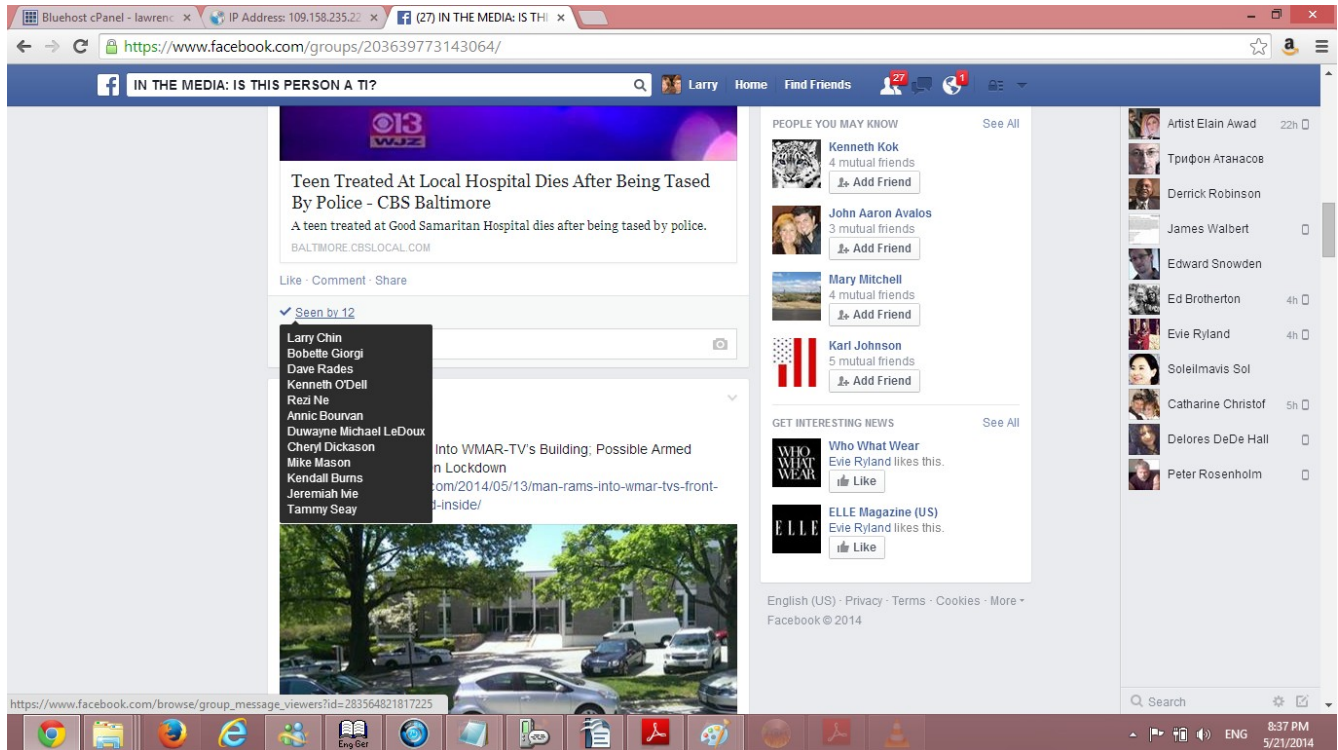 Bluehost cPanel - lawrenc
IP Address: 109.158.235.22
(27) IN THE MEDIA: IS THI
https://www.facebook.com/groups/203639773143064/
IN THE MEDIA: IS THIS PERSON A TI?
Larry Home Find Friends 27 1
CBS 13
WJZ
Teen Treated At Local Hospital Dies After Being Tased
By Police - CBS Baltimore
A teen treated at Good Samaritan Hospital dies after being tased by police.
BALTIMORE.CBSLOCAL.COM
Like · Comment · Share
Seen by 12
Larry Chin
Bobette Giorgi
Dave Rades
Kenneth O'Dell
Rezi Ne
Annic Bourvan
Duwayne Michael LeDoux
Cheryl Dickason
Mike Mason
Kendall Burns
Jeremiah Ivie
Tammy Seay
Into WMAR-TV's Building; Possible Armed
n Lockdown
om/2014/05/13/man-rams-into-wmar-tvs-front-
d-inside/
PEOPLE YOU MAY KNOW See All
Kenneth Kok
4 mutual friends
Add Friend
John Aaron Avalos
3 mutual friends
Add Friend
Mary Mitchell
4 mutual friends
Add Friend
Karl Johnson
5 mutual friends
Add Friend
GET INTERESTING NEWS See All
WHO
WHAT
WEAR
Who What Wear
Evie Ryland likes this.
Like
ELLE
ELLE Magazine (US)
Evie Ryland likes this.
Like
English (US) · Privacy · Terms · Cookies · More
Facebook © 2014
Artist Elain Awad 22h
Трифон Атанасов
Derrick Robinson
James Walbert
Edward Snowden
Ed Brotherton 4h
Evie Ryland 4h
Soleilmavis Sol
Catharine Christof 5h
Delores DeDe Hall
Peter Rosenholm
Search
https://www.facebook.com/browse/group_message_viewers?id=283564821817225
Eng Ger
ENG
8:37 PM
5/21/2014